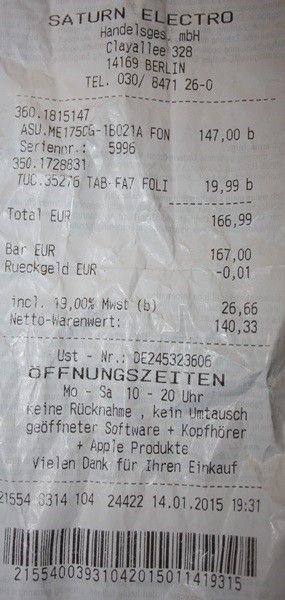 SATURN ELECTRO
Handelsges. mbH
Clayallee 328
14169 BERLIN
TEL. 030/ 8471 26-0
360.1815147
ASU.ME175CG-1B021A FON 147,00 b
Seriennr.: 5996
350.1728831
TUC.35276 TAB-FA7 FOLI 19,99 b
Total EUR 166,99
Bar EUR 167,00
Rueckgeld EUR -0,01
incl. 19,00% Mwst (b) 26,66
Netto-Warenwert: 140,33
Ust - Nr.: DE245323606
ÖFFNUNGSZEITEN
Mo - Sa 10 - 20 Uhr
Keine Rücknahme , kein Umtausch
geöffneter Software + Kopfhörer
+ Apple Produkte
Vielen Dank für Ihren Einkauf
21554 0314 104 24422 14.01.2015 19:31
21554003931042015011419315